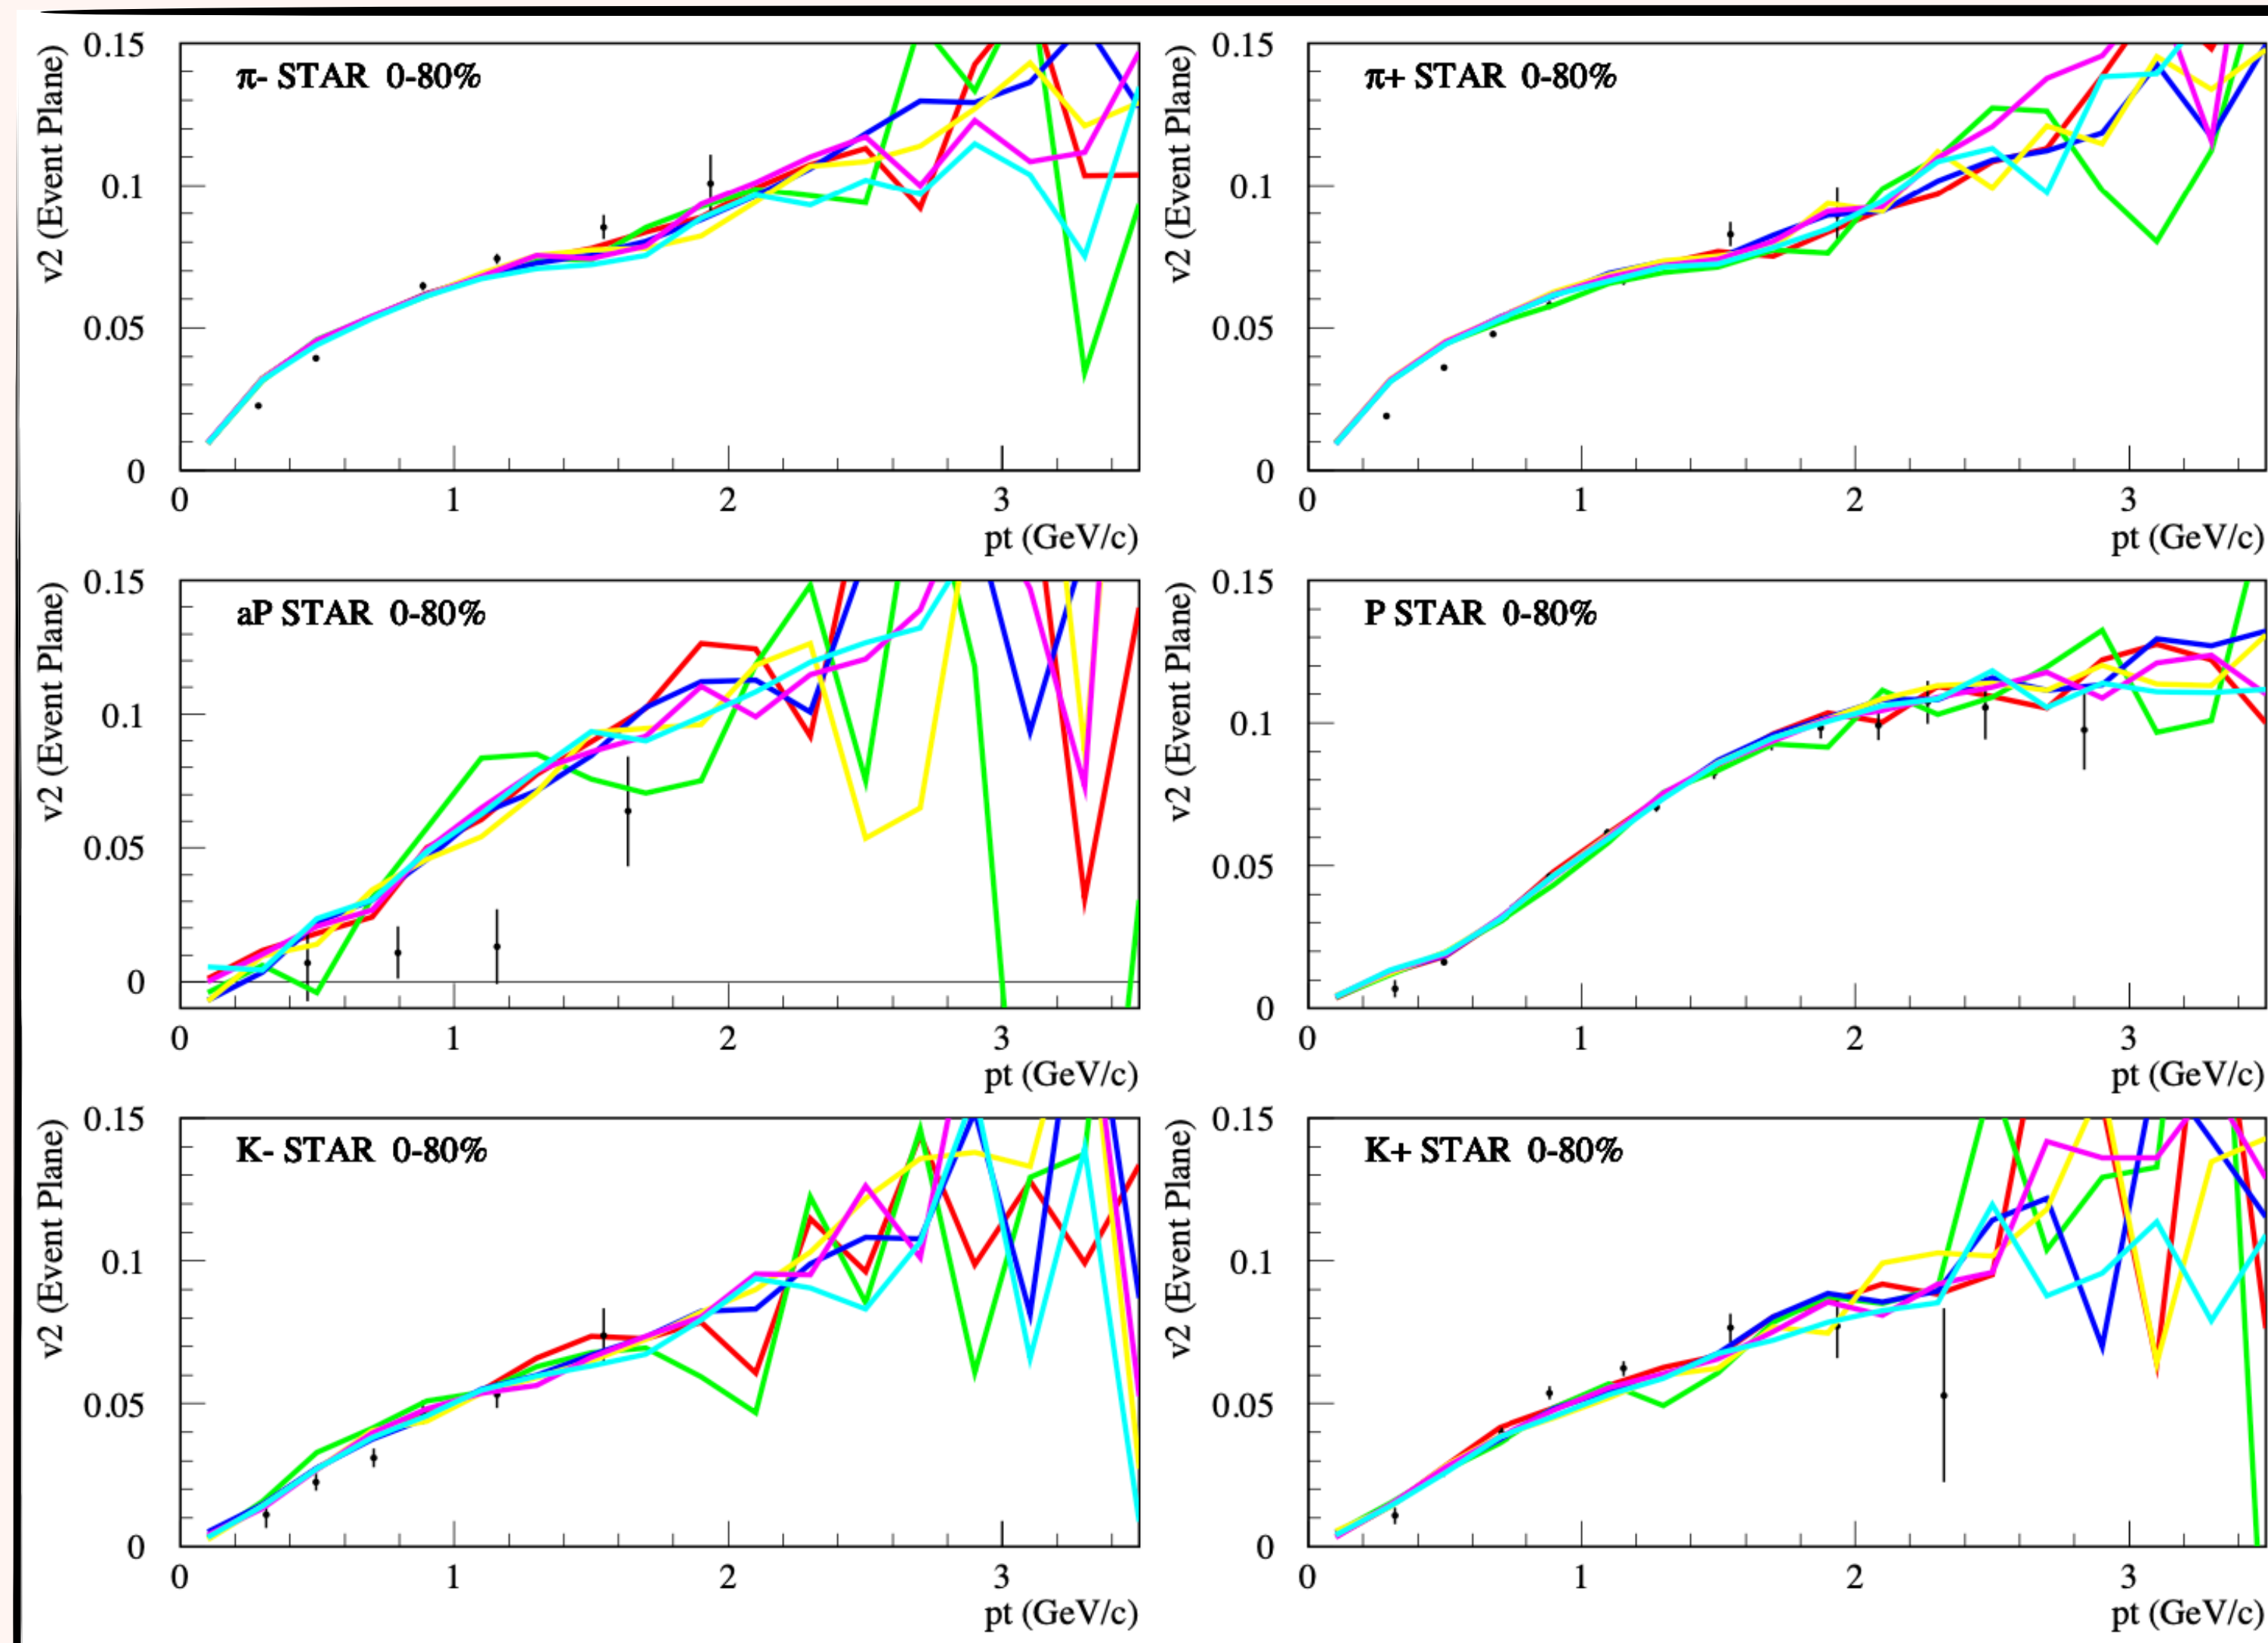 π- STAR 0-80%
v2 (Event Plane)
0.15
0.1
0.05
0
0 1 2 3
pt (GeV/c)
π+ STAR 0-80%
v2 (Event Plane)
0.15
0.1
0.05
0
0 1 2 3
pt (GeV/c)
aP STAR 0-80%
v2 (Event Plane)
0.15
0.1
0.05
0
0 1 2 3
pt (GeV/c)
P STAR 0-80%
v2 (Event Plane)
0.15
0.1
0.05
0
0 1 2 3
pt (GeV/c)
K- STAR 0-80%
v2 (Event Plane)
0.15
0.1
0.05
0
0 1 2 3
pt (GeV/c)
K+ STAR 0-80%
v2 (Event Plane)
0.15
0.1
0.05
0
0 1 2 3
pt (GeV/c)